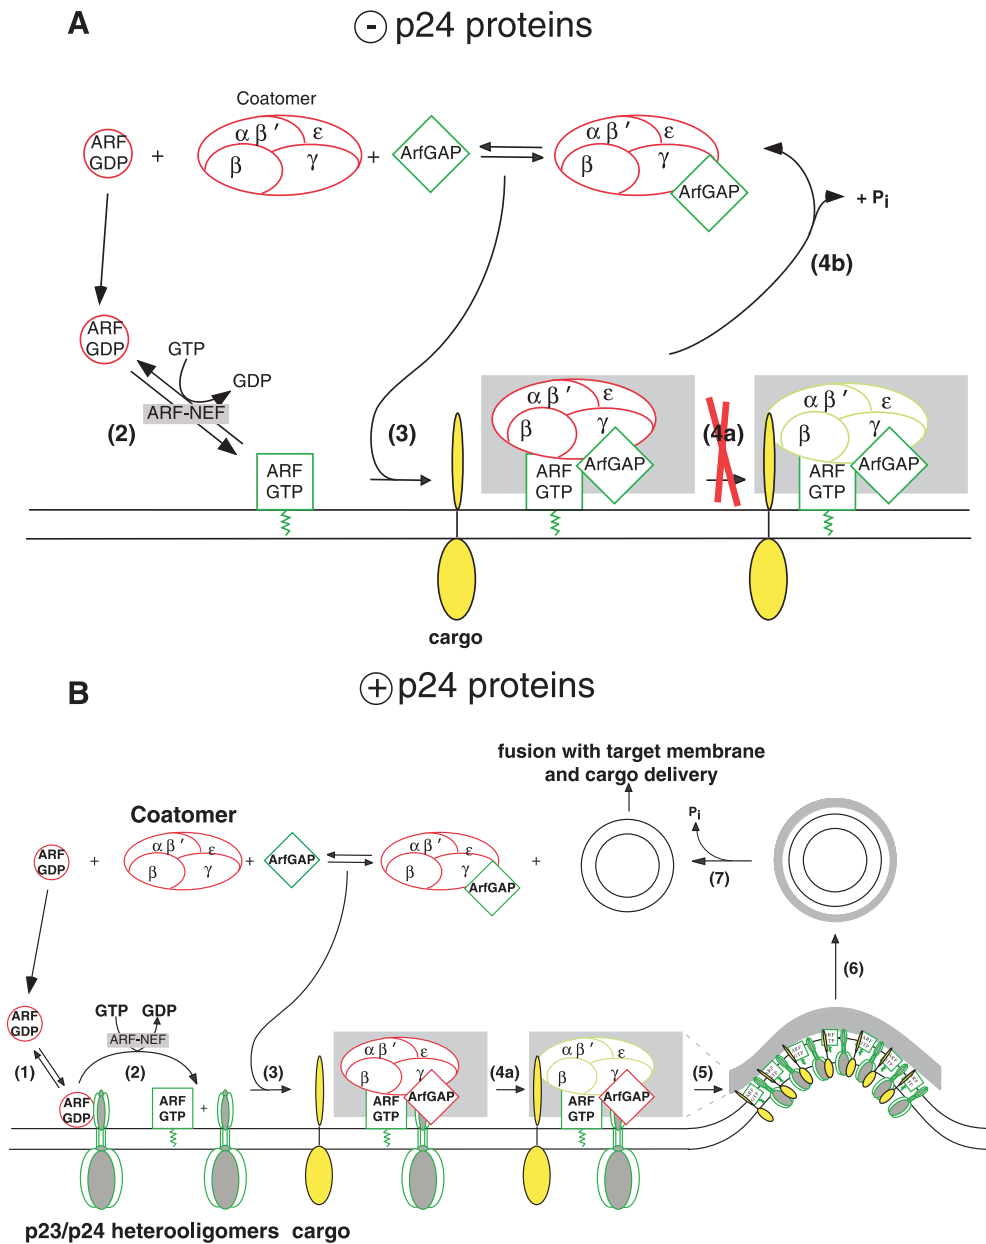 A
- p24 proteins
Coatomer
ARF
GDP
+
α β ′ ε
β γ
+
ArfGAP
α β ′ ε
β γ
ArfGAP
+ Pi
(4b)
ARF
GDP
GTP
GDP
ARF-NEF
(2)
(3)
(4a)
α β ′ ε
β γ
ARF
GTP
ArfGAP
α β ′ ε
β γ
ARF
GTP
ArfGAP
ARF
GTP
cargo
B
+ p24 proteins
fusion with target membrane
and cargo delivery
Coatomer
Pi
ARF
GDP
+
α β ′ ε
β γ
+
ArfGAP
α β ′ ε
β γ
ArfGAP
+
(7)
(6)
ARF
GDP
GTP GDP
ARF-NEF
(1)
(2)
(3)
(4a)
(5)
ARF
GDP
ARF
GTP
+
α β ′ ε
β γ
ARF
GTP
ArfGAP
α β ′ ε
β γ
ARF
GTP
ArfGAP
p23/p24 heterooligomers cargo